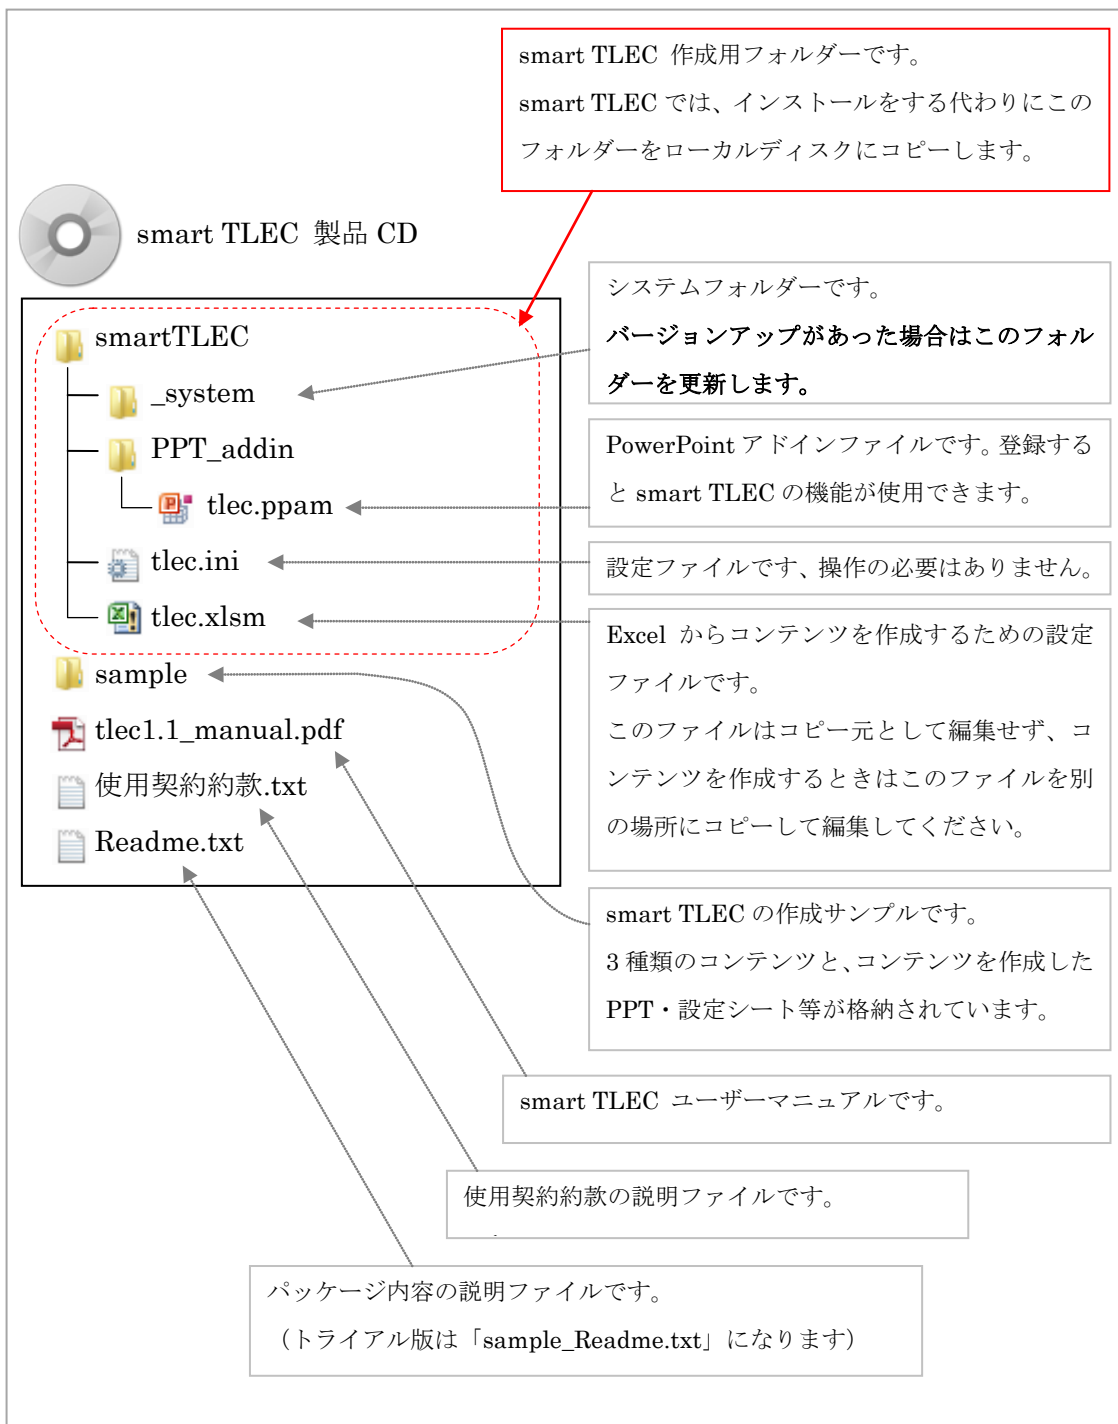 smart TLEC 作成用フォルダーです。
smart TLEC では、インストールをする代わりにこの
フォルダーをローカルディスクにコピーします。
smart TLEC 製品 CD
システムフォルダーです。
バージョンアップがあった場合はこのフォル
ダーを更新します。
smartTLEC
_system
PPT_addin
PowerPoint アドインファイルです。登録する
と smart TLEC の機能が使用できます。
tlec.ppam
tlec.ini
設定ファイルです、操作の必要はありません。
tlec.xlsm
Excel からコンテンツを作成するための設定
ファイルです。
このファイルはコピー元として編集せず、コ
ンテンツを作成するときはこのファイルを別
の場所にコピーして編集してください。
sample
tlec1.1_manual.pdf
使用契約約款.txt
Readme.txt
smart TLEC の作成サンプルです。
3 種類のコンテンツと、コンテンツを作成した
PPT・設定シート等が格納されています。
smart TLEC ユーザーマニュアルです。
使用契約約款の説明ファイルです。
パッケージ内容の説明ファイルです。
（トライアル版は「sample_Readme.txt」になります）